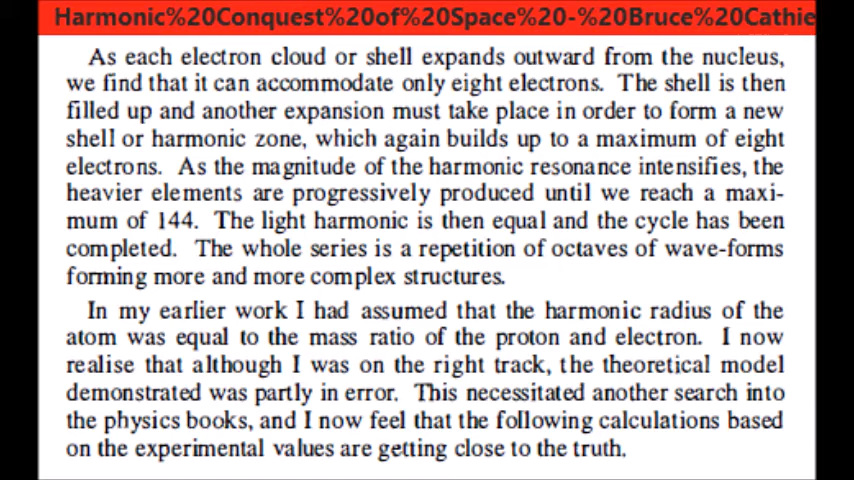 Harmonic%20Conquest%20of%20Space%20-%20Bruce%20Cathie
As each electron cloud or shell expands outward from the nucleus,
we find that it can accommodate only eight electrons. The shell is then
filled up and another expansion must take place in order to form a new
shell or harmonic zone, which again builds up to a maximum of eight
electrons. As the magnitude of the harmonic resonance intensifies, the
heavier elements are progressively produced until we reach a maxi-
mum of 144. The light harmonic is then equal and the cycle has been
completed. The whole series is a repetition of octaves of wave-forms
forming more and more complex structures.
In my earlier work I had assumed that the harmonic radius of the
atom was equal to the mass ratio of the proton and electron. I now
realise that although I was on the right track, the theoretical model
demonstrated was partly in error. This necessitated another search into
the physics books, and I now feel that the following calculations based
on the experimental values are getting close to the truth.